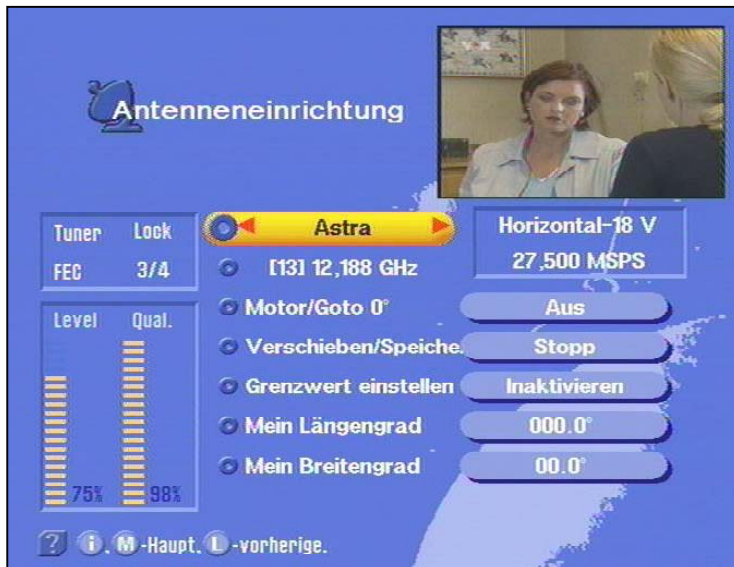 VOX
Antenneneinrichtung
Tuner Lock
FEC 3/4
Astra
Horizontal-18 V
[13] 12,188 GHz
27,500 MSPS
Level Qual.
Motor/Goto 0° Aus
Verschieben/Speiche. Stopp
Grenzwert einstellen Inaktivieren
Mein Längengrad 000.0°
Mein Breitengrad 00.0°
75% 98%
? i. M-Haupt. L-vorherige.